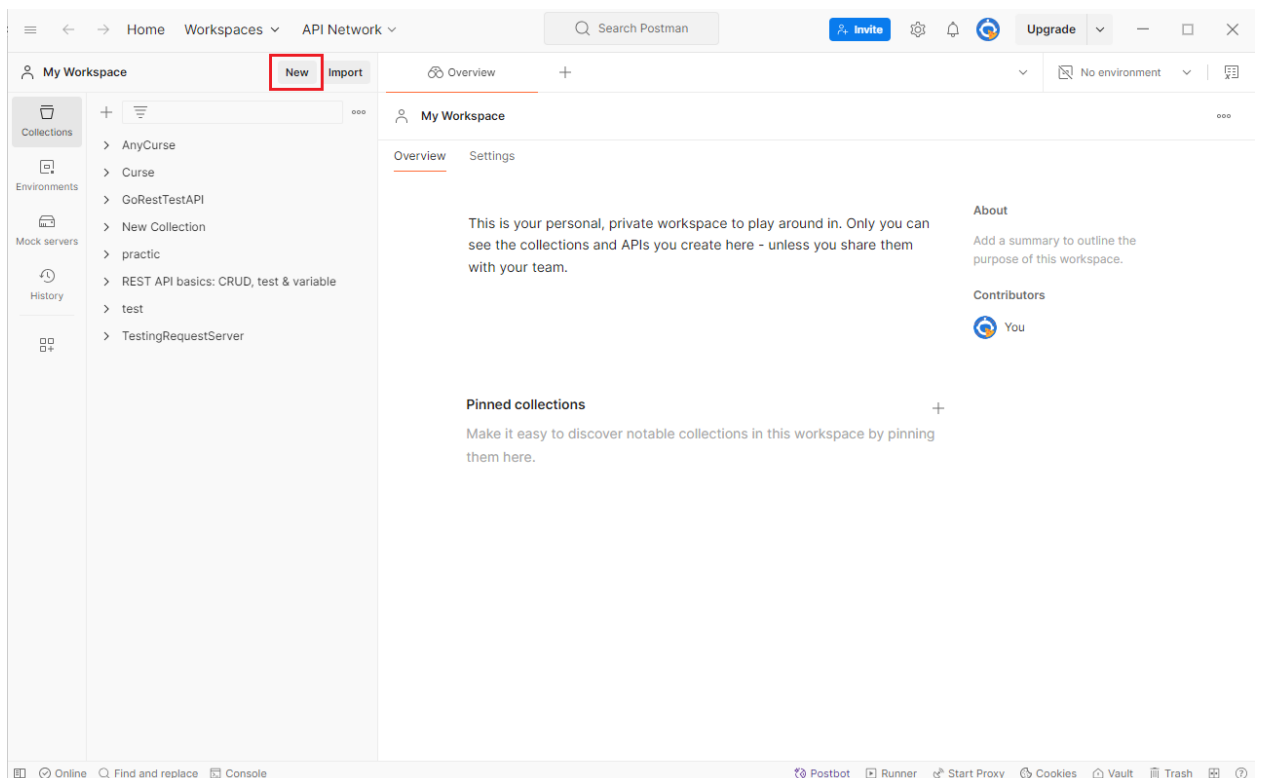 Home Workspaces API Network Search Postman Invite Upgrade
My Workspace New Import Overview No environment
Collections
Environments
Mock servers
History
AnyCurse
Curse
GoRestTestAPI
New Collection
practic
REST API basics: CRUD, test & variable
test
TestingRequestServer
My Workspace
Overview Settings
This is your personal, private workspace to play around in. Only you can
see the collections and APIs you create here - unless you share them
with your team.
Pinned collections
Make it easy to discover notable collections in this workspace by pinning
them here.
About
Add a summary to outline the
purpose of this workspace.
Contributors
You
Online Find and replace Console Postbot Runner Start Proxy Cookies Vault Trash